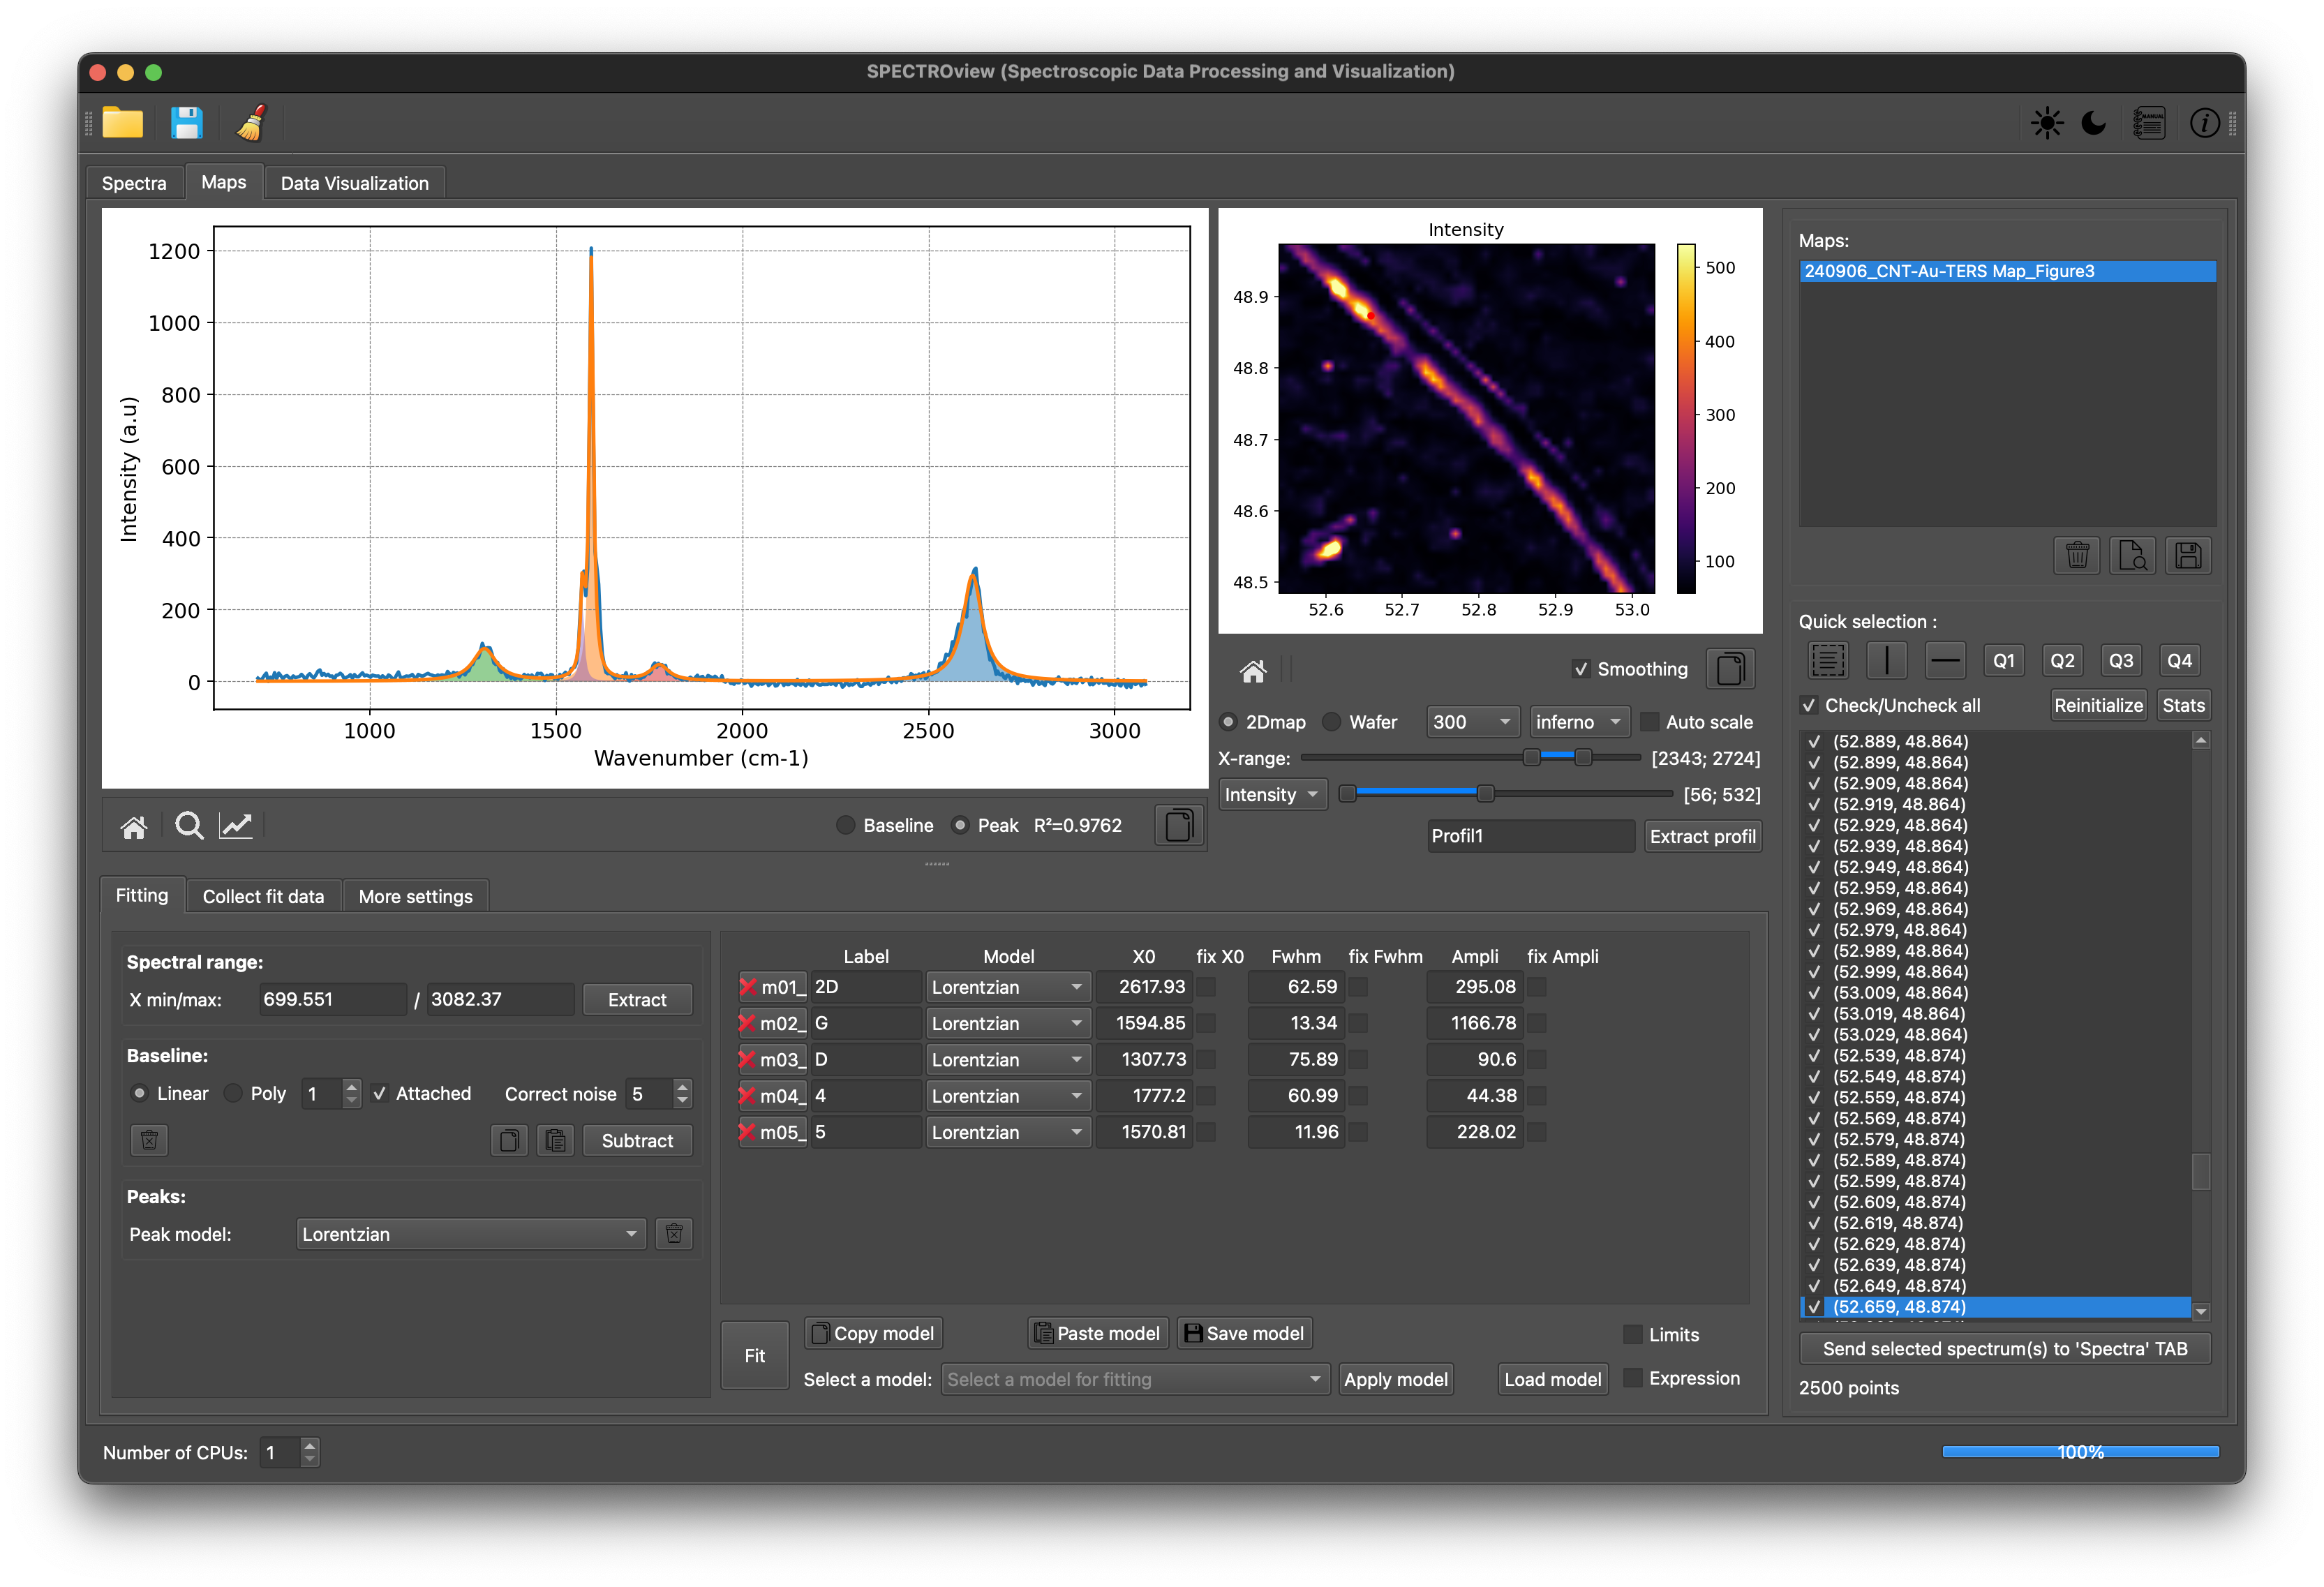 SPECTROview (Spectroscopic Data Processing and Visualization)
MANUAL
i
Spectra
Maps
Data Visualization
1200
1000
800
600
400
200
0
Intensity (a.u)
1000
1500
2000
2500
3000
Wavenumber (cm-1)
Baseline
Peak
R²=0.9762
Intensity
48.9
48.8
48.7
48.6
48.5
52.6
52.7
52.8
52.9
53.0
500
400
300
200
100
Smoothing
2Dmap
Wafer
300
inferno
Auto scale
X-range:
[2343; 2724]
Intensity
[56; 532]
Profil1
Extract profil
Maps:
240906_CNT-Au-TERS Map_Figure3
Quick selection :
Q1
Q2
Q3
Q4
Check/Uncheck all
Reinitialize
Stats
(52.889, 48.864)
(52.899, 48.864)
(52.909, 48.864)
(52.919, 48.864)
(52.929, 48.864)
(52.939, 48.864)
(52.949, 48.864)
(52.959, 48.864)
(52.969, 48.864)
(52.979, 48.864)
(52.989, 48.864)
(52.999, 48.864)
(53.009, 48.864)
(53.019, 48.864)
(53.029, 48.864)
(52.539, 48.874)
(52.549, 48.874)
(52.559, 48.874)
(52.569, 48.874)
(52.579, 48.874)
(52.589, 48.874)
(52.599, 48.874)
(52.609, 48.874)
(52.619, 48.874)
(52.629, 48.874)
(52.639, 48.874)
(52.649, 48.874)
(52.659, 48.874)
Send selected spectrum(s) to 'Spectra' TAB
2500 points
Fitting
Collect fit data
More settings
Spectral range:
X min/max:
699.551
/
3082.37
Extract
Baseline:
Linear
Poly
1
Attached
Correct noise
5
Subtract
Peaks:
Peak model:
Lorentzian
Label
Model
X0
fix X0
Fwhm
fix Fwhm
Ampli
fix Ampli
m01_ 2D Lorentzian 2617.93 62.59 295.08
m02_ G Lorentzian 1594.85 13.34 1166.78
m03_ D Lorentzian 1307.73 75.89 90.6
m04_ 4 Lorentzian 1777.2 60.99 44.38
m05_ 5 Lorentzian 1570.81 11.96 228.02
Fit
Copy model
Paste model
Save model
Limits
Select a model:
Select a model for fitting
Apply model
Load model
Expression
Number of CPUs:
1
100%